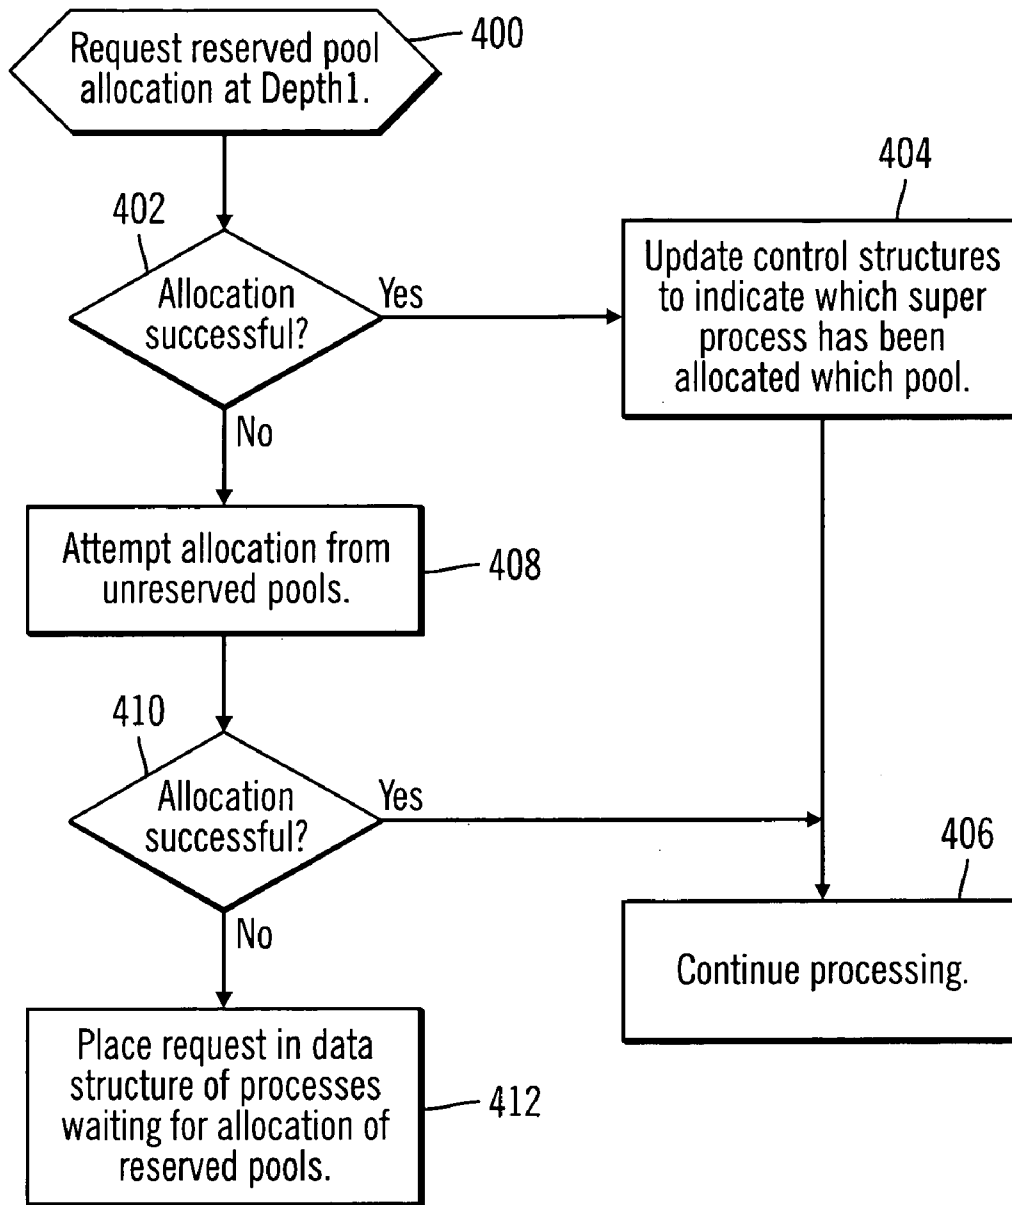 Request reserved pool
allocation at Depth1.
400
402
Allocation
successful?
Yes
No
404
Update control structures
to indicate which super
process has been
allocated which pool.
Attempt allocation from
unreserved pools.
408
410
Allocation
successful?
Yes
No
406
Continue processing.
Place request in data
structure of processes
waiting for allocation of
reserved pools.
412